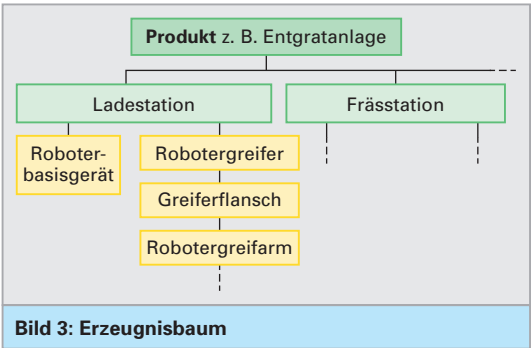 Produkt z. B. Entgratanlage
Ladestation
Frässtation
Roboter-
basisgerät
Robotergreifer
Greiferflansch
Robotergreifarm
Bild 3: Erzeugnisbaum